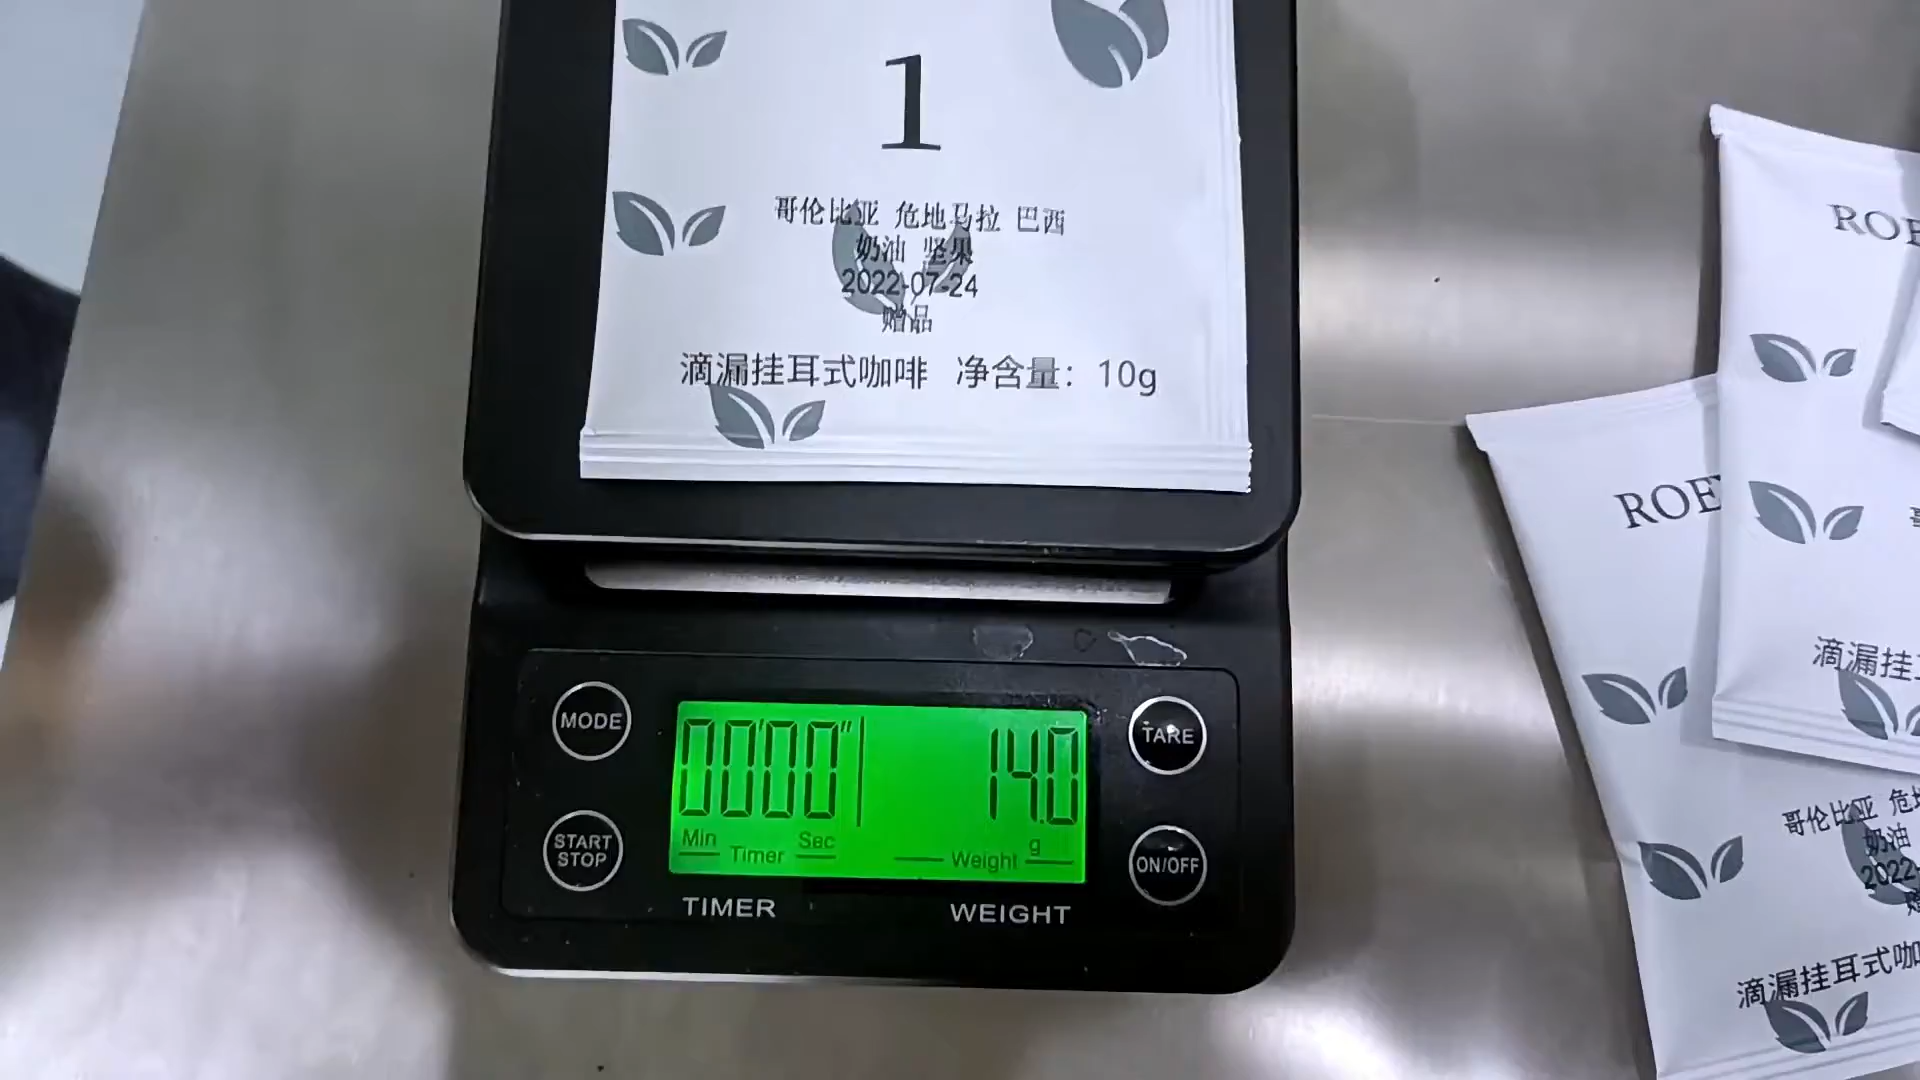 1
哥伦比亚 危地马拉 巴西
奶油 坚果
2022-07-24
赠品
滴漏挂耳式咖啡 净含量：10g
MODE
START
STOP
00'00"
14.0
Min
Sec
Timer
g
Weight
TARE
ON/OFF
TIMER
WEIGHT
滴漏挂
哥伦比亚
奶油
2022-
滴漏挂耳式咖